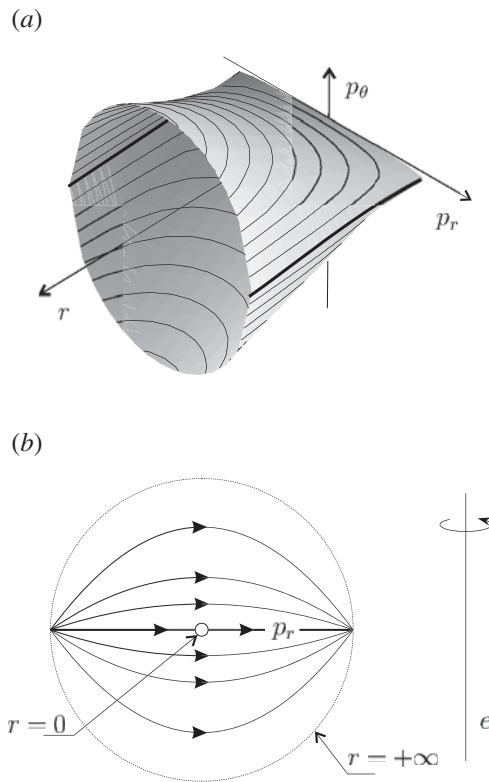 (a)
p_θ
p_r
r
(b)
p_r
r = 0
r = +∞
e